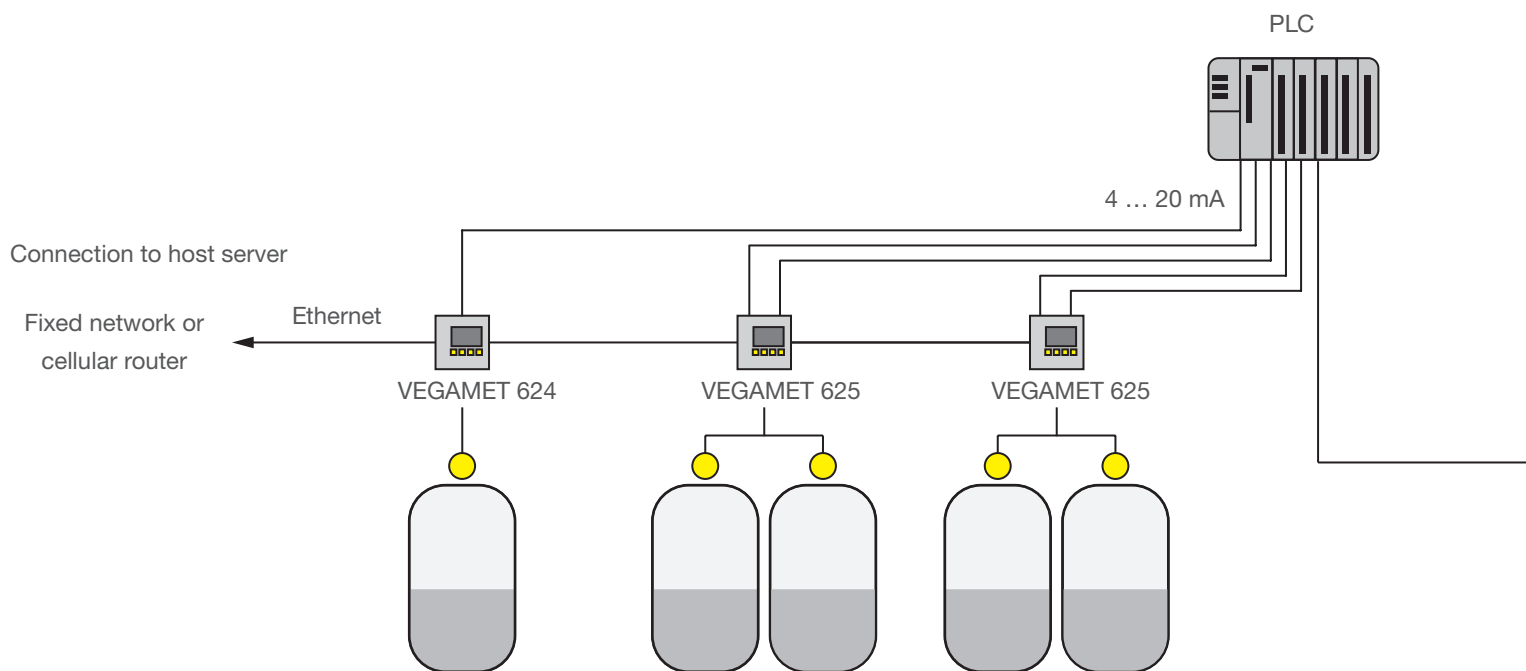 PLC
4 … 20 mA
Connection to host server
Fixed network or
cellular router
Ethernet
VEGAMET 624
VEGAMET 625
VEGAMET 625